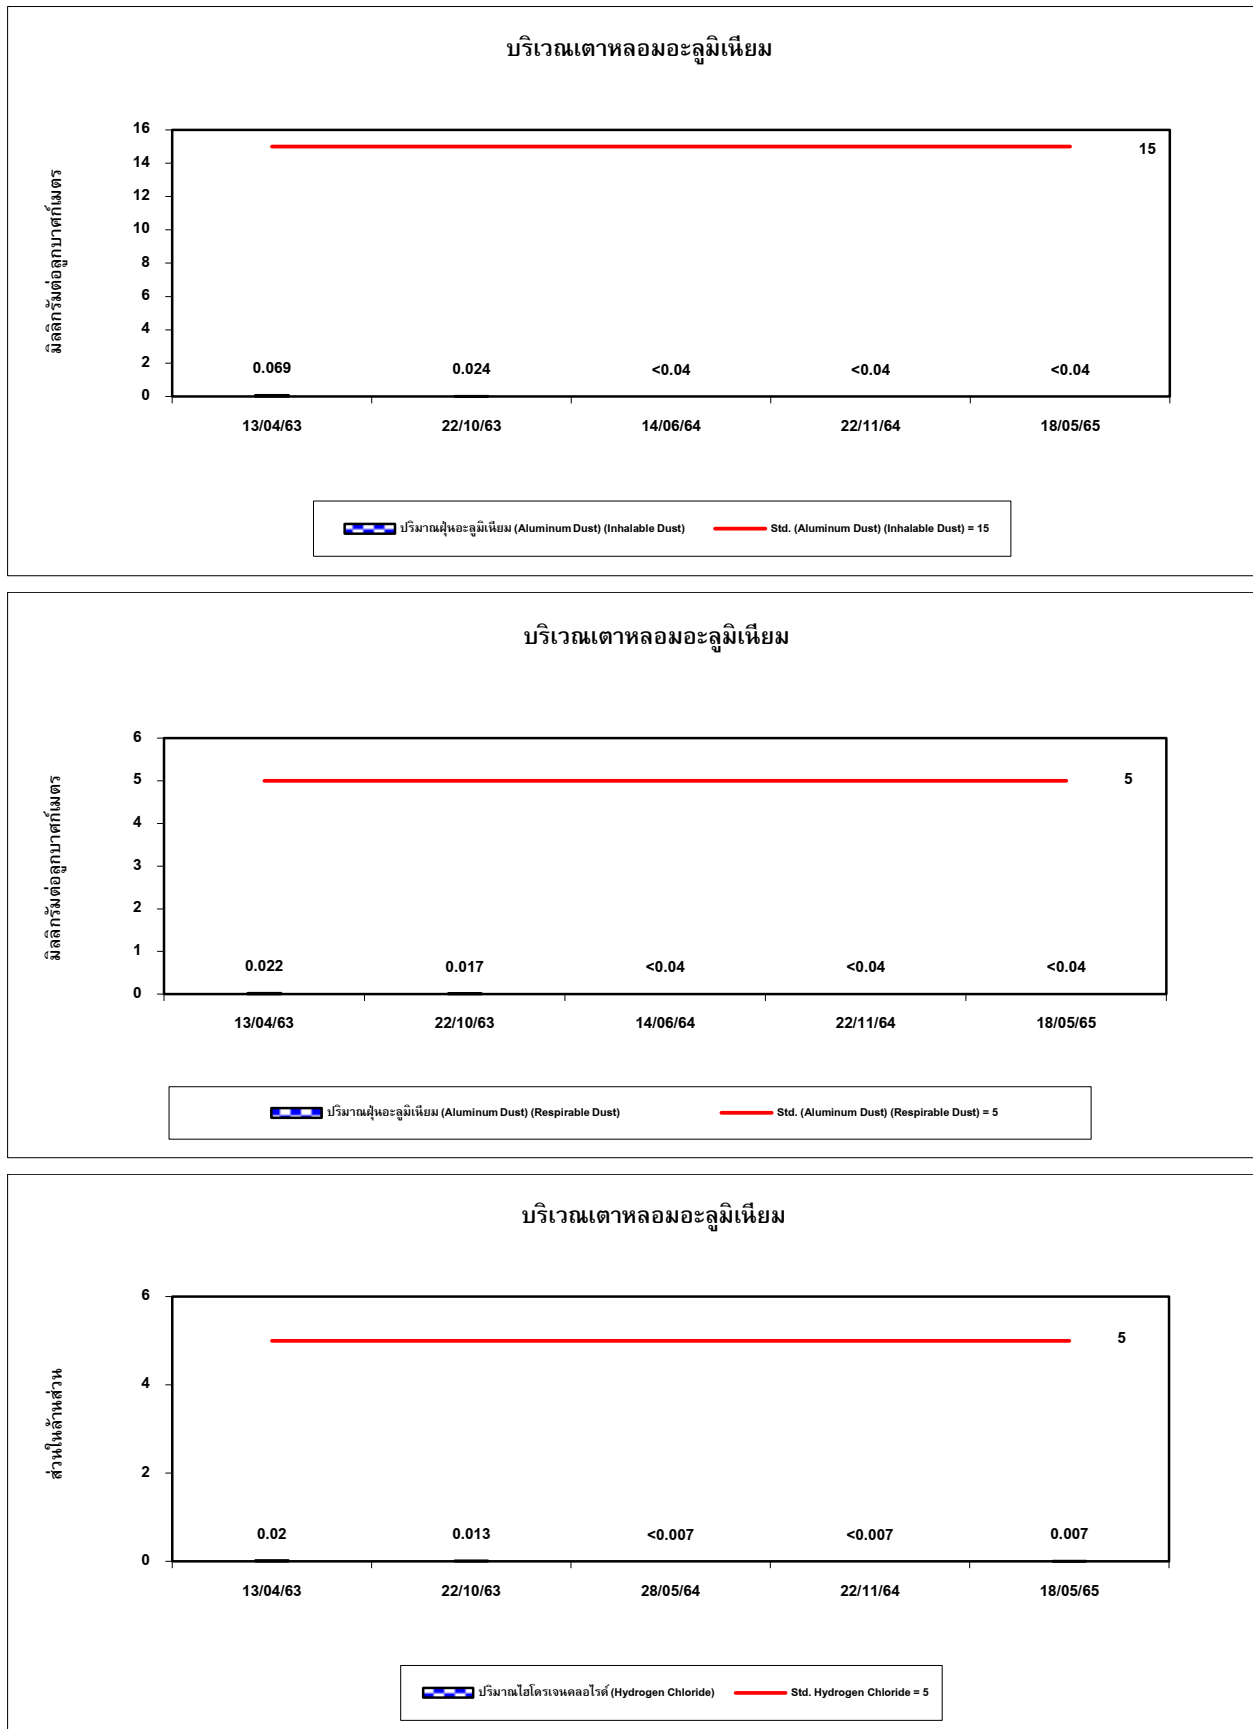 บริเวณเตาหลอมอะลูมิเนียม
มิลลิกรัมต่อลูกบาศก์เมตร
16
15
14
12
10
8
6
4
2
0
0.069 0.024 <0.04 <0.04 <0.04
13/04/63 22/10/63 14/06/64 22/11/64 18/05/65
ปริมาณฝุ่นอะลูมิเนียม (Aluminum Dust) (Inhalable Dust) Std. (Aluminum Dust) (Inhalable Dust) = 15
บริเวณเตาหลอมอะลูมิเนียม
มิลลิกรัมต่อลูกบาศก์เมตร
6
5 5
4
3
2
1
0
0.022 0.017 <0.04 <0.04 <0.04
13/04/63 22/10/63 14/06/64 22/11/64 18/05/65
ปริมาณฝุ่นอะลูมิเนียม (Aluminum Dust) (Respirable Dust) Std. (Aluminum Dust) (Respirable Dust) = 5
บริเวณเตาหลอมอะลูมิเนียม
ส่วนในล้านส่วน
6
5
4
2
0
0.02 0.013 <0.007 <0.007 0.007
13/04/63 22/10/63 28/05/64 22/11/64 18/05/65
ปริมาณไฮโดรเจนคลอไรด์ (Hydrogen Chloride) Std. Hydrogen Chloride = 5